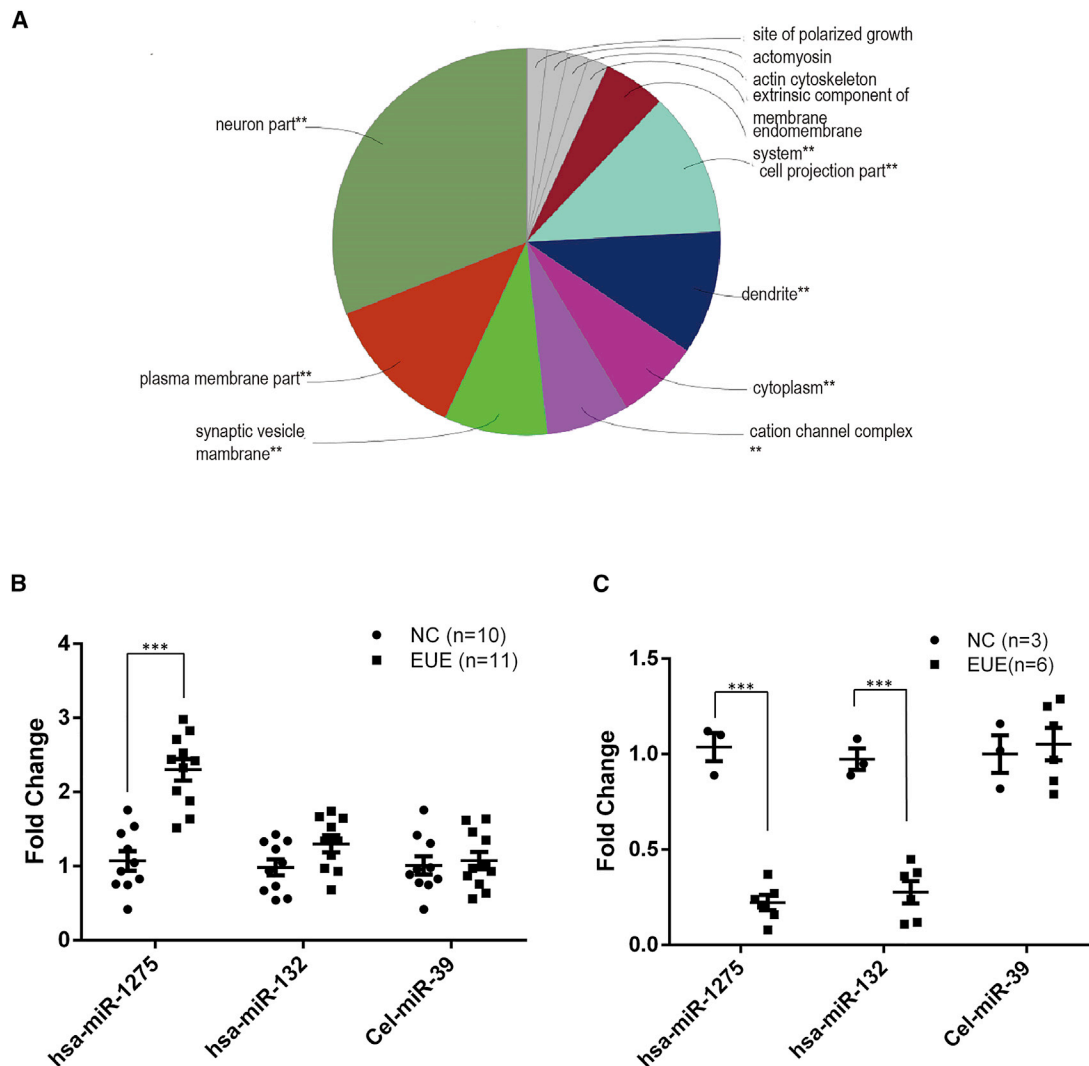 A
site of polarized growth
actomyosin
actin cytoskeleton
extrinsic component of
membrane
endomembrane
system**
cell projection part**
neuron part**
dendrite**
plasma membrane part**
cytoplasm**
synaptic vesicle
mambrane**
cation channel complex
**
B
NC (n=10)
EUE (n=11)
***
Fold Change
4
3
2
1
0
hsa-miR-1275
hsa-miR-132
Cel-miR-39
C
NC (n=3)
EUE(n=6)
***
***
Fold Change
1.5
1.0
0.5
0.0
hsa-miR-1275
hsa-miR-132
Cel-miR-39